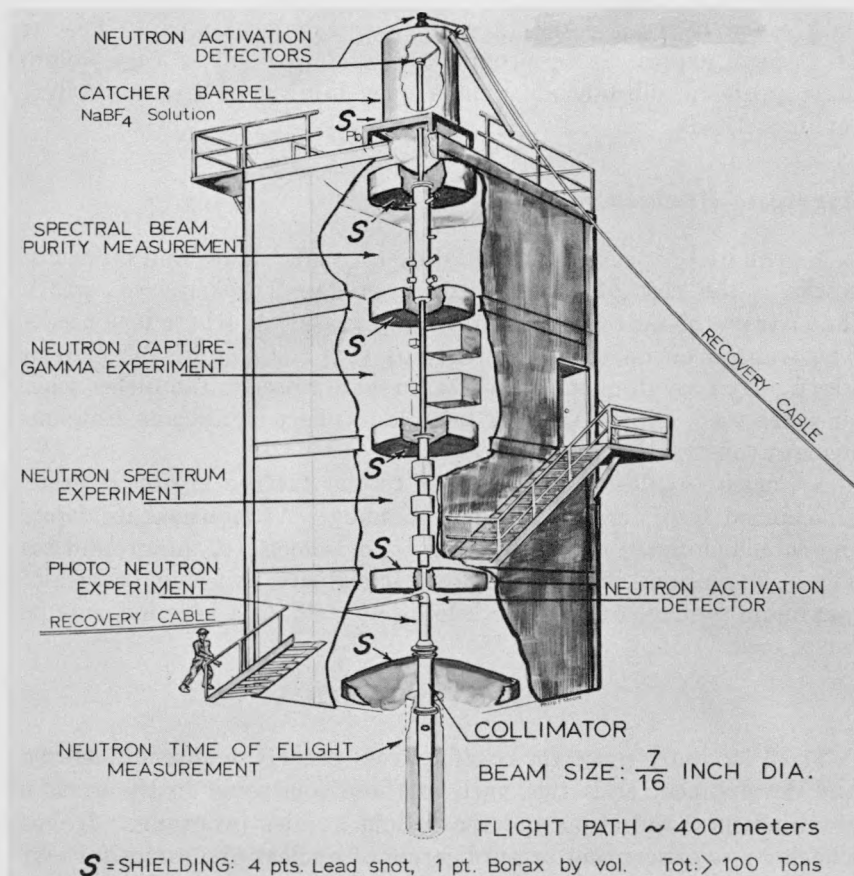 NEUTRON ACTIVATION
DETECTORS
CATCHER BARREL
NaBF4 Solution
S
Pb
S
SPECTRAL BEAM
PURITY MEASUREMENT
S
RECOVERY CABLE
NEUTRON CAPTURE-
GAMMA EXPERIMENT
S
NEUTRON SPECTRUM
EXPERIMENT
S
PHOTO NEUTRON
EXPERIMENT
NEUTRON ACTIVATION
DETECTOR
RECOVERY CABLE
S
COLLIMATOR
NEUTRON TIME OF FLIGHT
MEASUREMENT
BEAM SIZE: 7/16 INCH DIA.
FLIGHT PATH ~ 400 meters
S = SHIELDING: 4 pts. Lead shot, 1 pt. Borax by vol. Tot:> 100 Tons